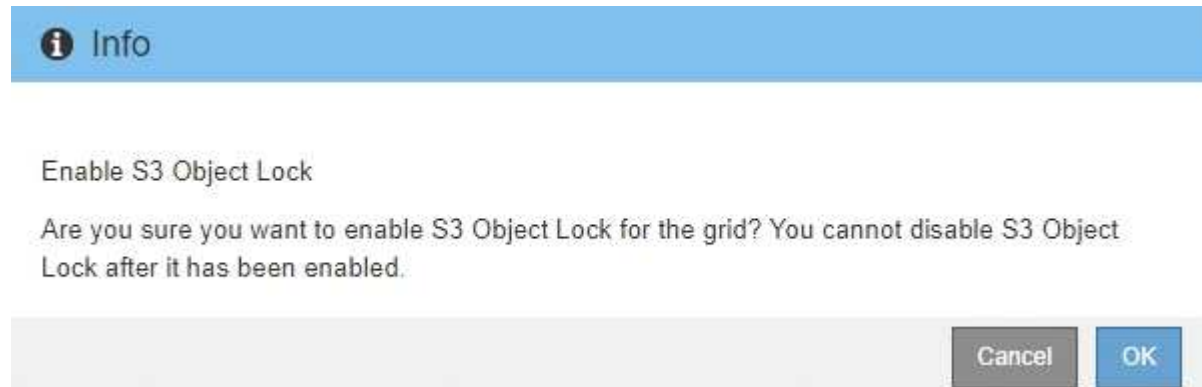 Info
Enable S3 Object Lock
Are you sure you want to enable S3 Object Lock for the grid? You cannot disable S3 Object
Lock after it has been enabled.
Cancel OK